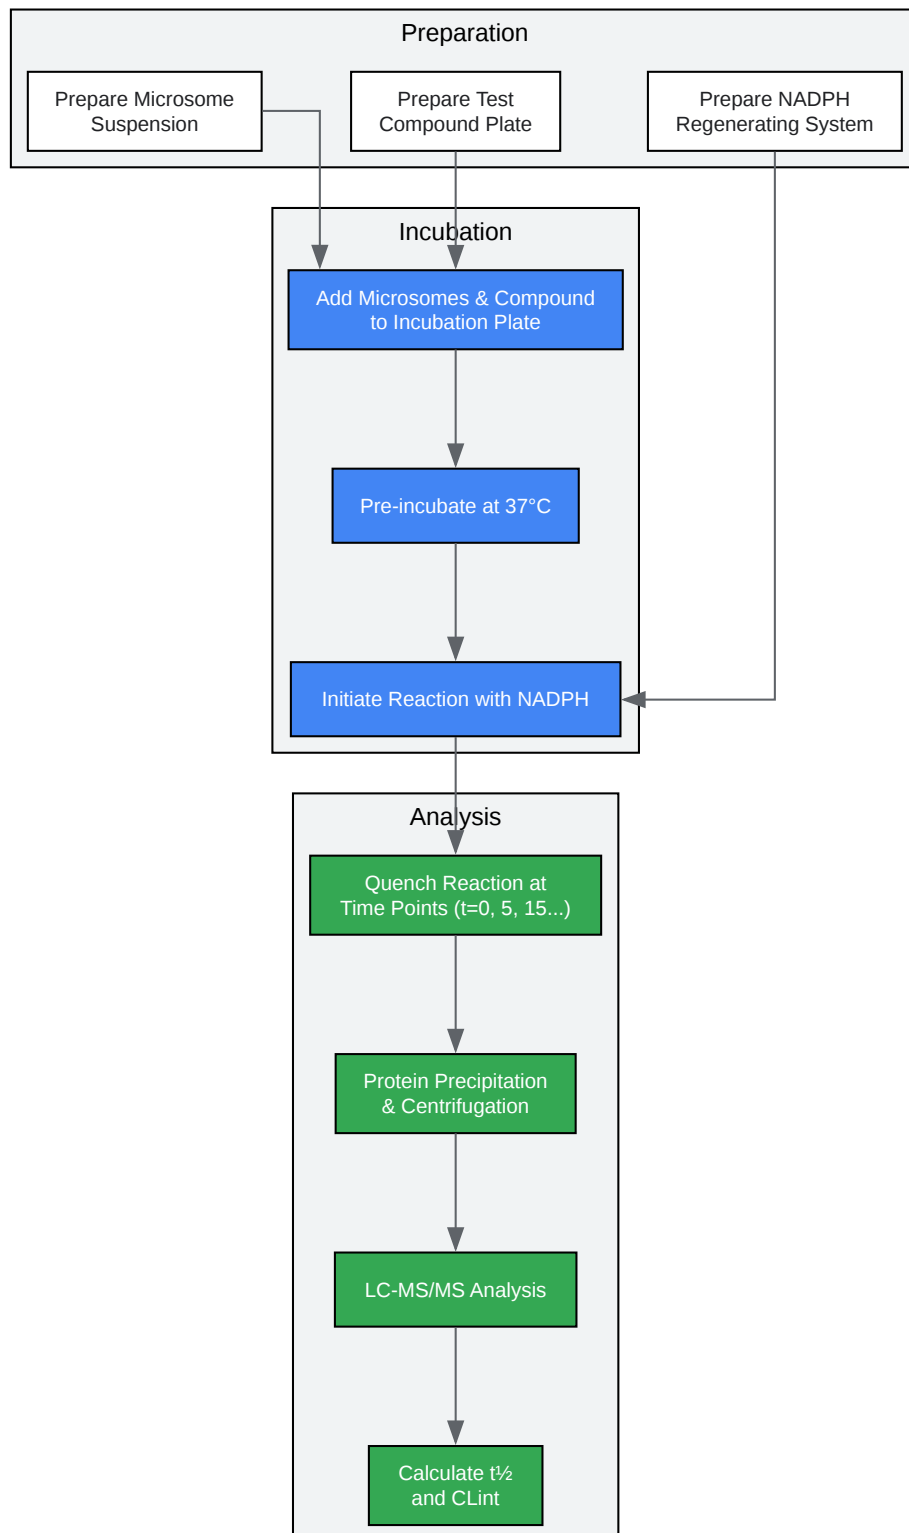 Preparation
Prepare Microsome
Suspension
Prepare Test
Compound Plate
Prepare NADPH
Regenerating System
Incubation
Add Microsomes & Compound
to Incubation Plate
Pre-incubate at 37°C
Initiate Reaction with NADPH
Analysis
Quench Reaction at
Time Points (t=0, 5, 15...)
Protein Precipitation
& Centrifugation
LC-MS/MS Analysis
Calculate t½
and CLint